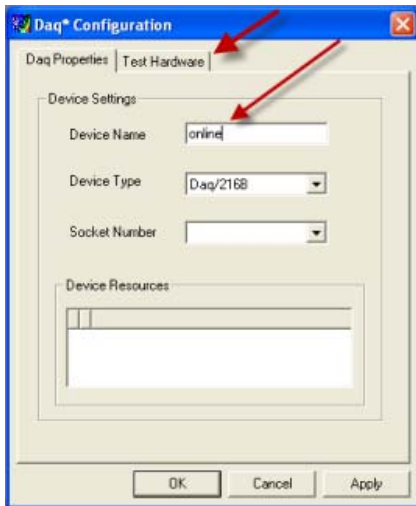 Daq* Configuration
Daq Properties
Test Hardware
Device Settings
Device Name
online
Device Type
Daq/216B
Socket Number
Device Resources
OK
Cancel
Apply